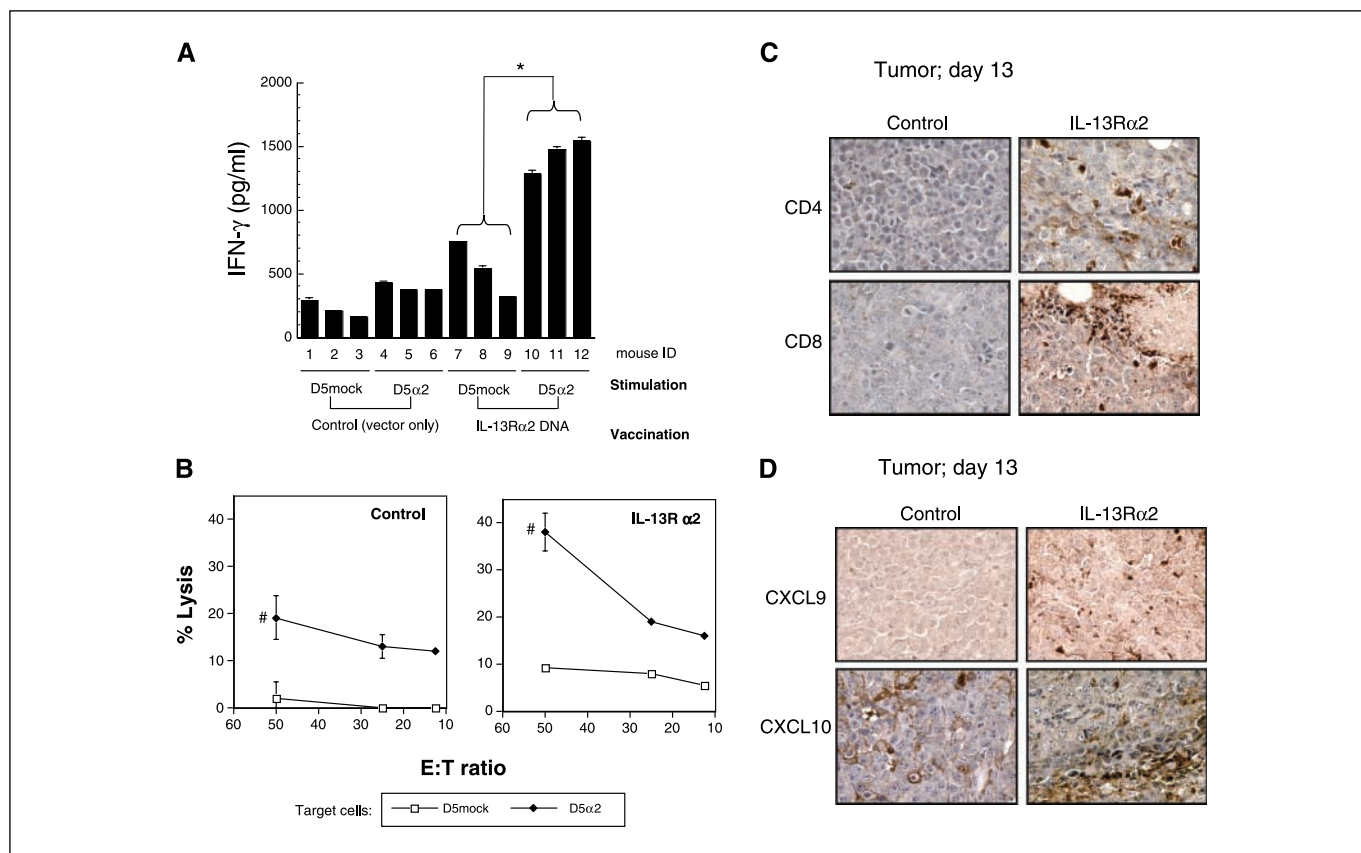 A
*
2000
1500
1000
500
0
IFN-γ (pg/ml)
1 2 3 4 5 6 7 8 9 10 11 12 mouse ID
D5mock D5α2 D5mock D5α2 Stimulation
Control (vector only) IL-13Rα2 DNA Vaccination
B
Control
40
30
20
10
0
60 50 40 30 20 10
% Lysis
#
IL-13R α2
40
30
20
10
0
60 50 40 30 20 10
#
E:T ratio
Target cells: D5mock D5α2
C
Tumor; day 13
Control IL-13Rα2
CD4
CD8
D
Tumor; day 13
Control IL-13Rα2
CXCL9
CXCL10